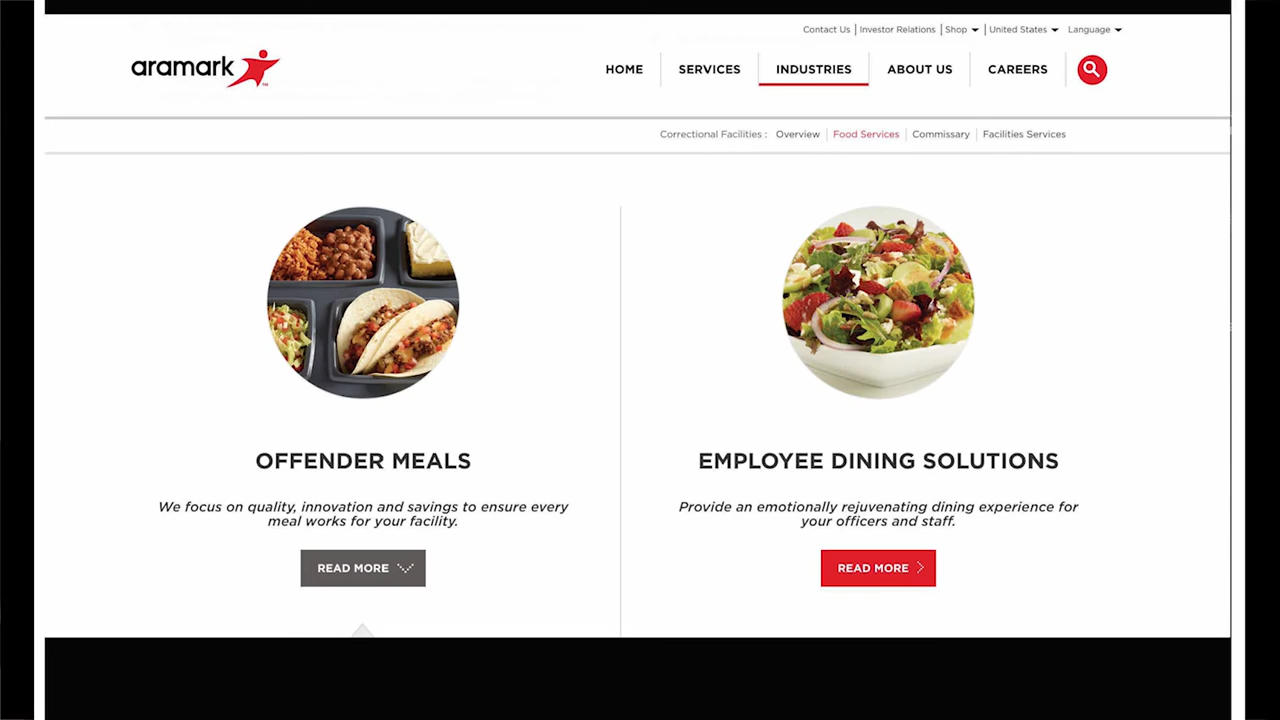 Contact Us | Investor Relations | Shop | United States | Language
aramark
HOME SERVICES INDUSTRIES ABOUT US CAREERS
Correctional Facilities : Overview Food Services Commissary Facilities Services
OFFENDER MEALS
We focus on quality, innovation and savings to ensure every
meal works for your facility.
READ MORE
EMPLOYEE DINING SOLUTIONS
Provide an emotionally rejuvenating dining experience for
your officers and staff.
READ MORE